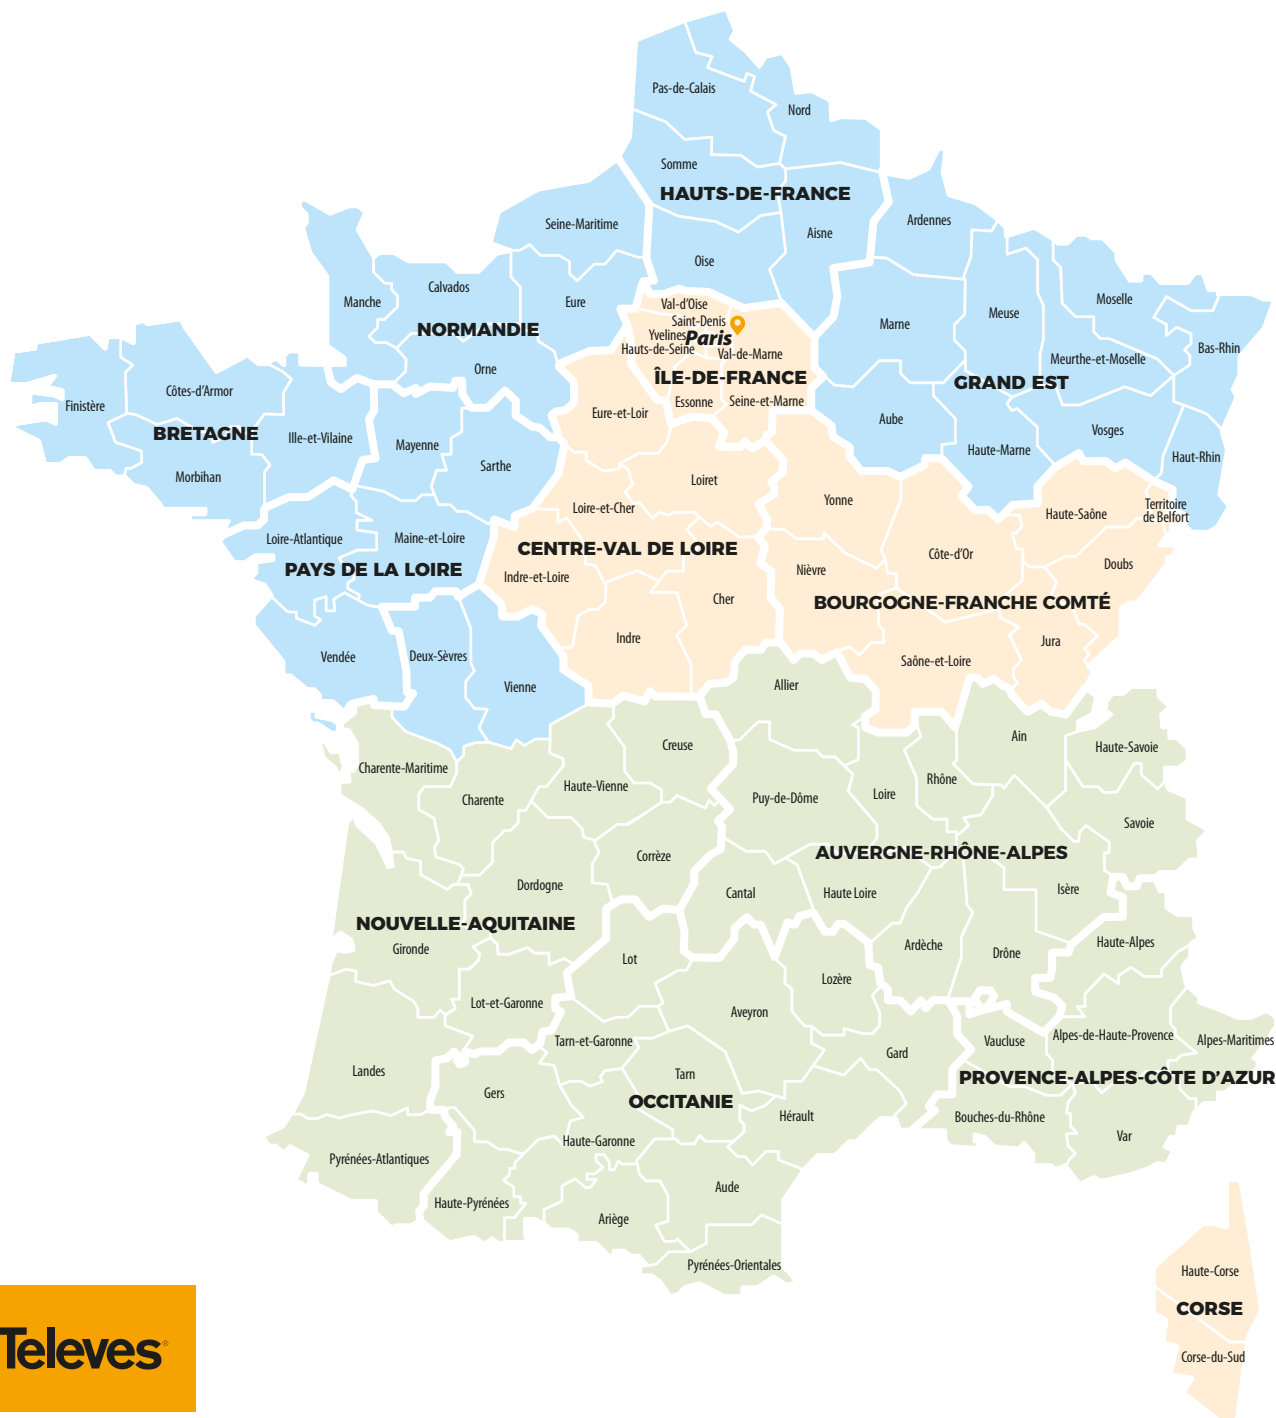 Pas-de-Calais
Nord
Somme
HAUTS-DE-FRANCE
Seine-Maritime
Ardennes
Aisne
Oise
Calvados
Manche
Eure
Val-d'Oise
Moselle
Saint-Denis
Meuse
Marne
NORMANDIE
Yvelines
Paris
Hauts-de-Seine
Val-de-Marne
Bas-Rhin
Meurthe-et-Moselle
Orne
ÎLE-DE-FRANCE
GRAND EST
Côtes-d'Armor
Finistère
Essonne
Seine-et-Marne
Eure-et-Loir
Aube
BRETAGNE
Ille-et-Vilaine
Vosges
Mayenne
Haute-Marne
Haut-Rhin
Sarthe
Morbihan
Loiret
Yonne
Loire-et-Cher
Haute-Saône
Territoire
de Belfort
Loire-Atlantique
Maine-et-Loire
CENTRE-VAL DE LOIRE
Côte-d'Or
PAYS DE LA LOIRE
Indre-et-Loire
Nièvre
Doubs
Cher
BOURGOGNE-FRANCHE COMTÉ
Indre
Jura
Vendée
Deux-Sèvres
Saône-et-Loire
Vienne
Allier
Ain
Creuse
Haute-Savoie
Charente-Maritime
Haute-Vienne
Rhône
Charente
Puy-de-Dôme
Loire
Savoie
Corrèze
AUVERGNE-RHÔNE-ALPES
Dordogne
Cantal
Haute Loire
Isère
NOUVELLE-AQUITAINE
Gironde
Ardèche
Haute-Alpes
Drône
Lot
Lozère
Lot-et-Garonne
Aveyron
Tarn-et-Garonne
Vaucluse
Alpes-de-Haute-Provence
Alpes-Maritimes
Gard
Landes
Tarn
PROVENCE-ALPES-CÔTE D'AZUR
Gers
OCCITANIE
Hérault
Bouches-du-Rhône
Haute-Garonne
Var
Pyrénées-Atlantiques
Aude
Haute-Pyrénées
Ariège
Pyrénées-Orientales
Haute-Corse
CORSE
Corse-du-Sud
Televes®